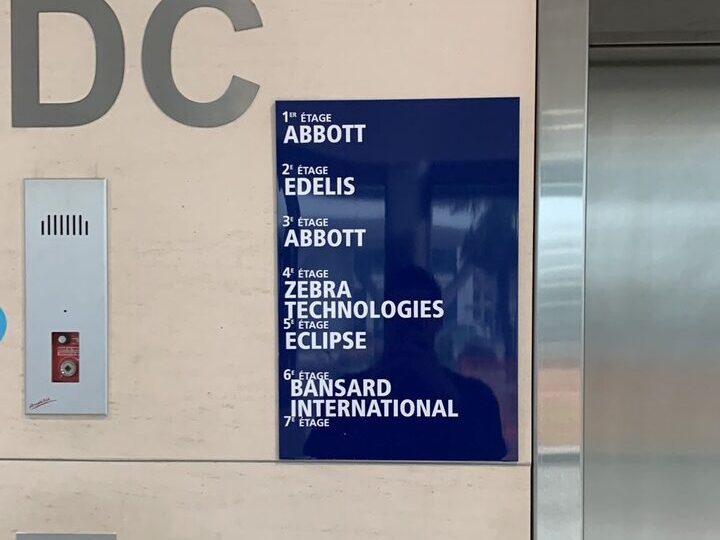 DC
1ER ÉTAGE
ABBOTT
2E ÉTAGE
EDELIS
3E ÉTAGE
ABBOTT
4E ÉTAGE
ZEBRA
TECHNOLOGIES
5E ÉTAGE
ECLIPSE
6E ÉTAGE
BANSARD
INTERNATIONAL
7E ÉTAGE